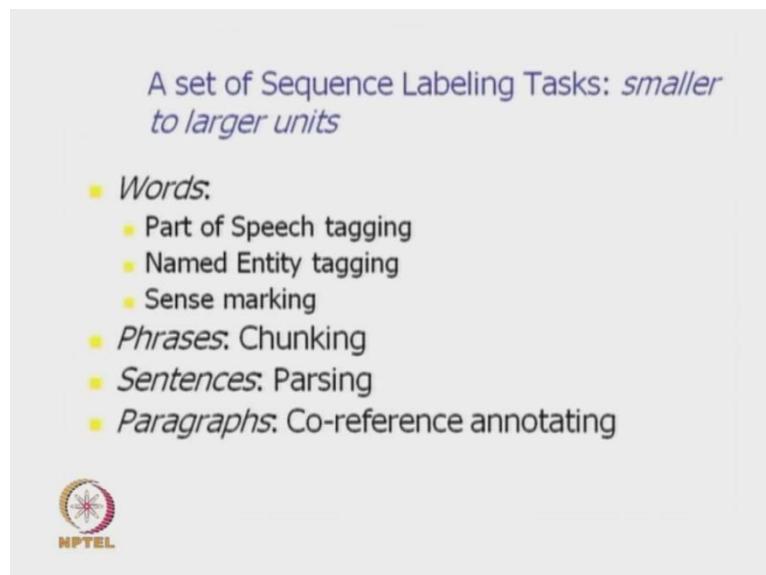 A set of Sequence Labeling Tasks: smaller
to larger units
Words:
Part of Speech tagging
Named Entity tagging
Sense marking
Phrases: Chunking
Sentences: Parsing
Paragraphs: Co-reference annotating
NPTEL